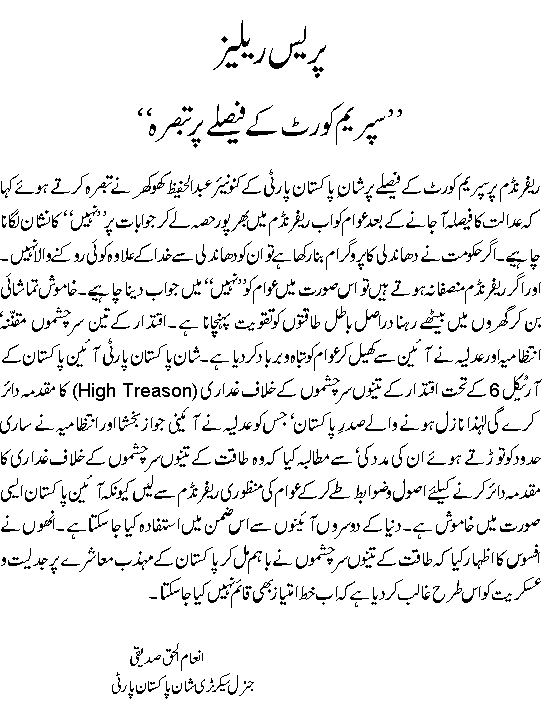 پریس ریلیز
’’سپریم کورٹ کے فیصلے پر تبصرہ‘‘
ریفرنڈم پر سپریم کورٹ کے فیصلے پر شانِ پاکستان پارٹی کے کنوینئر عبدالحفیظ کھوکھر نے تبصرہ کرتے ہوئے کہا
کہ عدالت کا فیصلہ آ جانے کے بعد عوام کو اب ریفرنڈم میں بھرپور حصہ لے کر جوابات پر ’’نہیں‘‘ کا نشان لگانا
چاہیے۔ اگر حکومت نے دھاندلی کا پروگرام بنا رکھا ہے تو ان کو دھاندلی سے خدا کے علاوہ کوئی روکنے والا نہیں۔
اور اگر ریفرنڈم منصفانہ ہوتے ہیں تو اس صورت میں عوام کو ’’نہیں‘‘ میں جواب دینا چاہیے۔ خاموش تماشائی
بن کر گھروں میں بیٹھے رہنا دراصل باطل طاقتوں کو تقویت پہنچانا ہے۔ اقتدار کے تین سرچشموں مقنّنہ‘
انتظامیہ اور عدلیہ نے آئین سے کھیل کر عوام کو تباہ و برباد کر دیا ہے۔ شان پاکستان پارٹی آئین پاکستان کے
آرٹیکل 6 کے تحت اقتدار کے تینوں سرچشموں کے خلاف غداری (High Treason) کا مقدمہ دائر
کرے گی لہٰذا نازل ہونے والے صدرِ پاکستان‘ جس کو عدلیہ نے آئینی جواز بخشا اور انتظامیہ نے ساری
حدود کو توڑتے ہوئے ان کی مدد کی‘ سے مطالبہ کیا کہ وہ طاقت کے تینوں سرچشموں کے خلاف غداری کا
مقدمہ دائر کرنے کیلئے اصول و ضوابط طے کر کے عوام کی منظوری ریفرنڈم سے لیں کیونکہ آئین پاکستان ایسی
صورت میں خاموش ہے۔ دنیا کے دوسروں آئینوں سے اس ضمن میں استفادہ کیا جا سکتا ہے۔ انھوں نے
افسوس کا اظہار کیا کہ طاقت کے تینوں سرچشموں نے باہم مل کر پاکستان کے مہذب معاشرے پر جدلیت و
عسکریت کو اس طرح غالب کر دیا ہے کہ اب خط امتیاز بھی قائم نہیں کیا جا سکتا۔
انعام الحق صدیقی
جنرل سیکرٹری شان پاکستان پارٹی